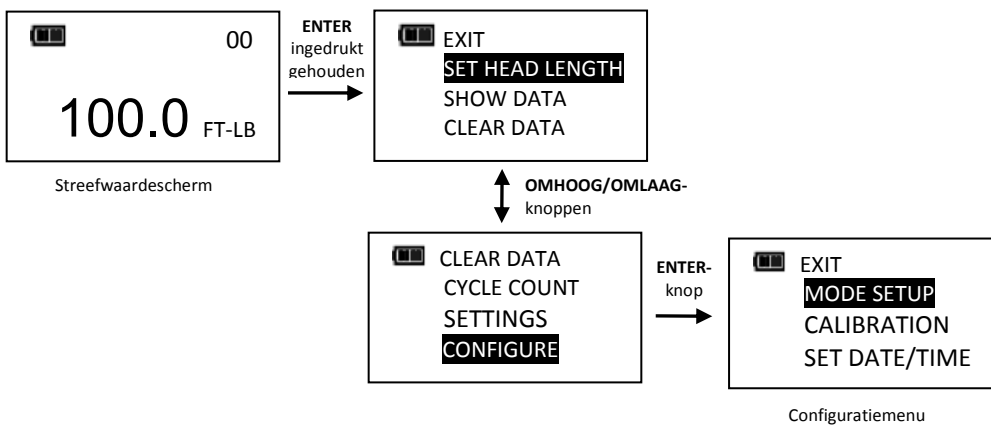 00
100.0 FT-LB
Streefwaardescherm
ENTER
ingedrukt
gehouden
EXIT
SET HEAD LENGTH
SHOW DATA
CLEAR DATA
OMHOOG/OMLAAG-
knoppen
CLEAR DATA
CYCLE COUNT
SETTINGS
CONFIGURE
ENTER-
knop
EXIT
MODE SETUP
CALIBRATION
SET DATE/TIME
Configuratiemenu